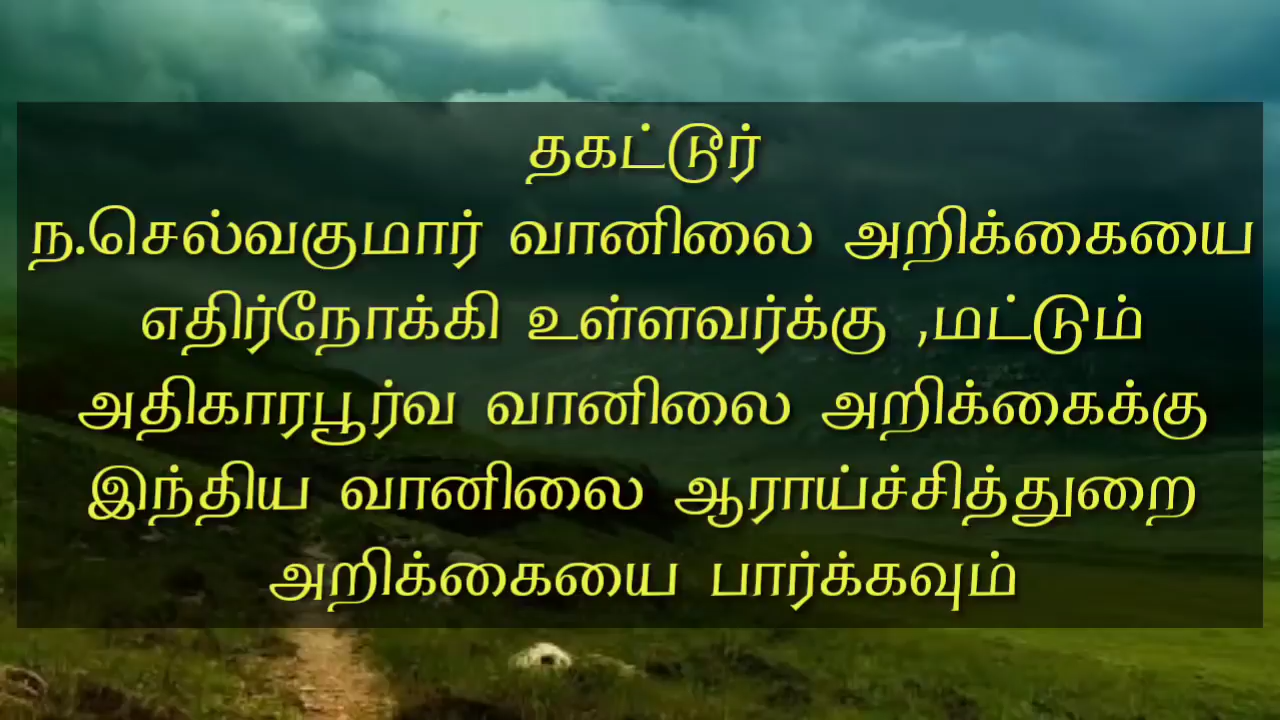 தகட்டூர்
ந.செல்வகுமார் வானிலை அறிக்கையை
எதிர்நோக்கி உள்ளவர்க்கு ,மட்டும்
அதிகாரபூர்வ வானிலை அறிக்கைக்கு
இந்திய வானிலை ஆராய்ச்சித்துறை
அறிக்கையை பார்க்கவும்